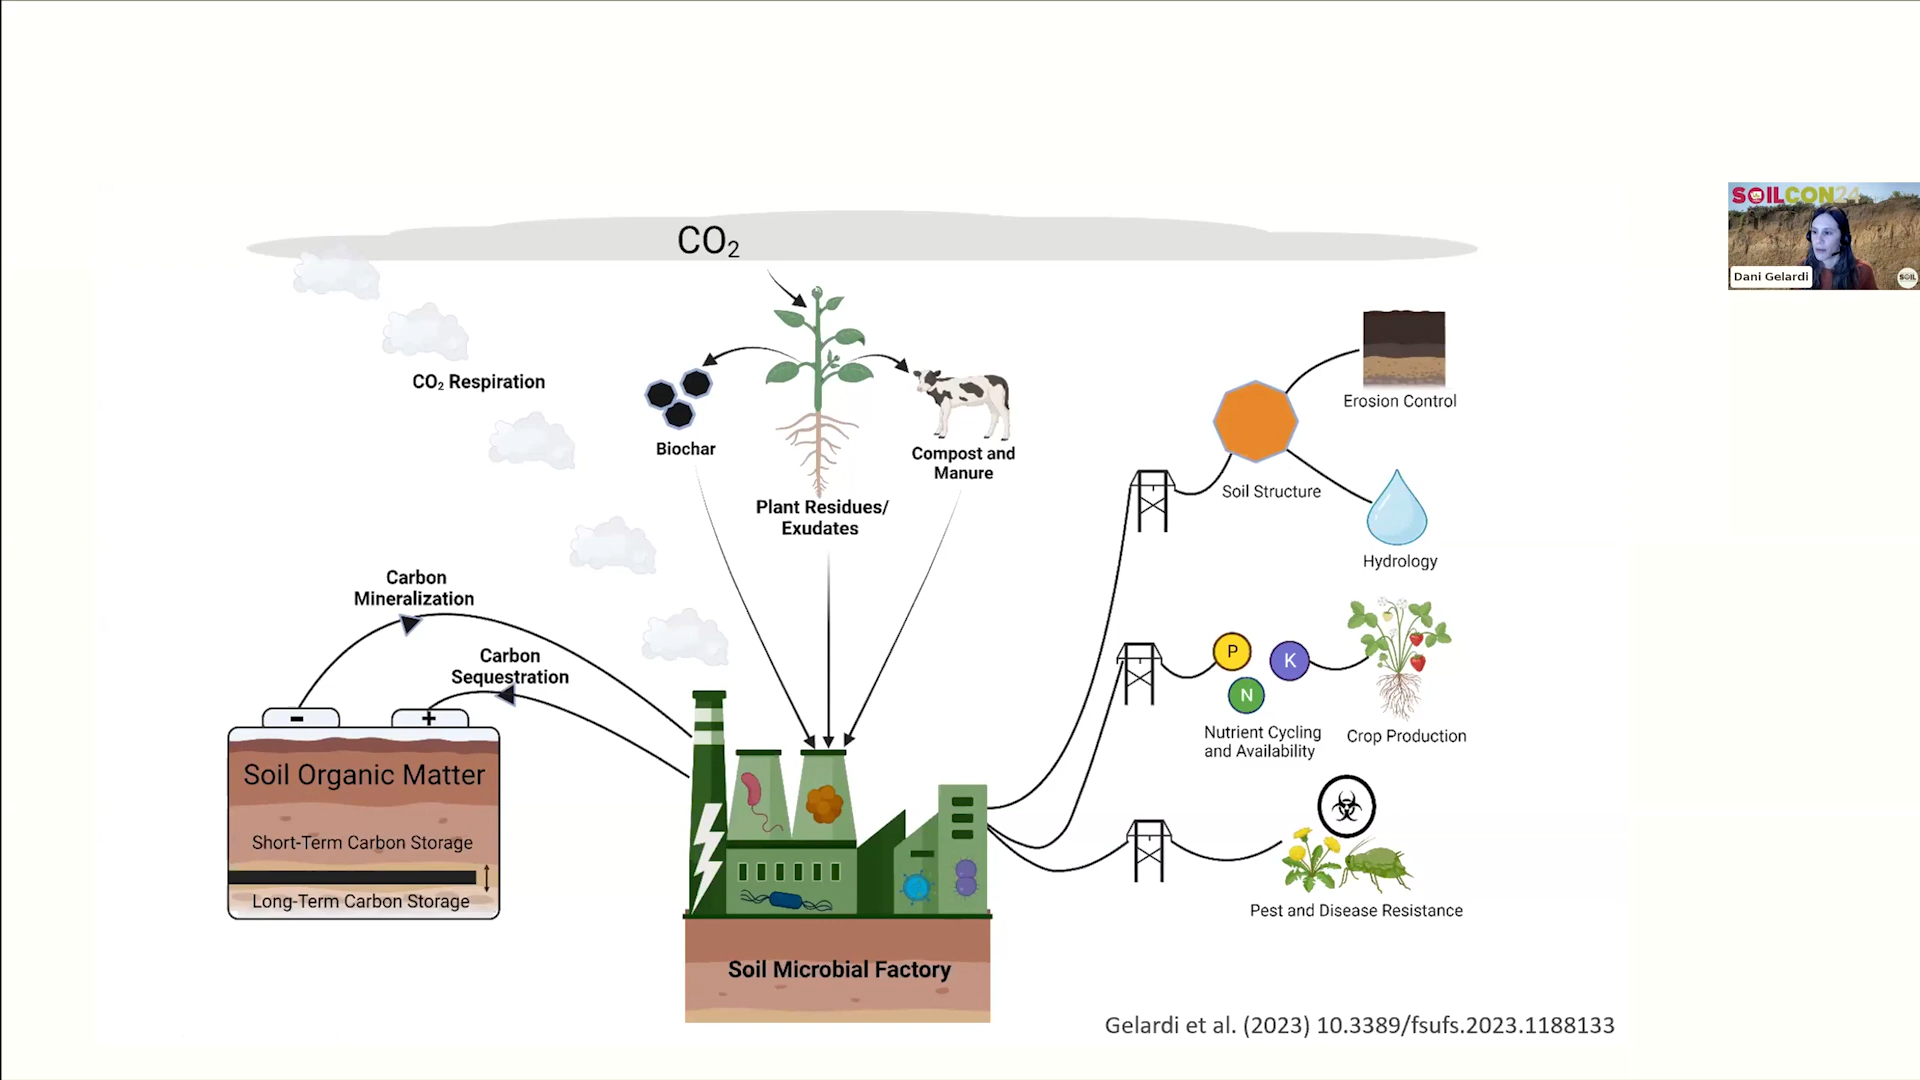 CO₂
SOILCON24
Dani Gelardi
SOIL
CO₂ Respiration
Biochar
Compost and
Manure
Plant Residues/
Exudates
Erosion Control
Soil Structure
Hydrology
Carbon
Mineralization
Carbon
Sequestration
P
K
N
Nutrient Cycling
and Availability
Crop Production
-
+
Soil Organic Matter
Short-Term Carbon Storage
Long-Term Carbon Storage
Pest and Disease Resistance
Soil Microbial Factory
Gelardi et al. (2023) 10.3389/fsufs.2023.1188133